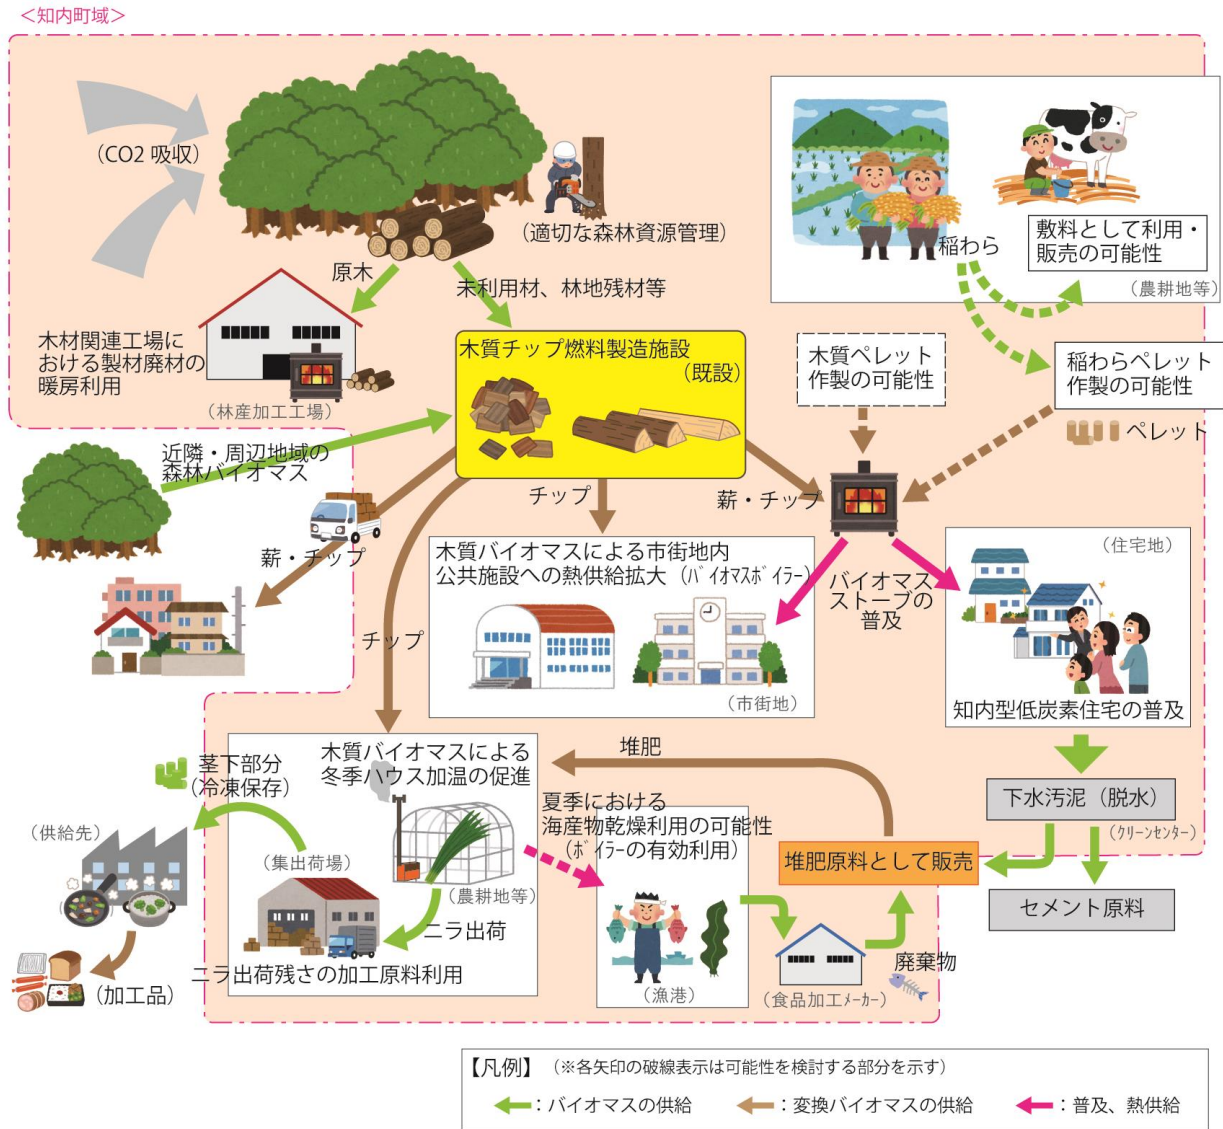 ＜知内町域＞
（CO2 吸収）
（適切な森林資源管理）
原木
未利用材、林地残材等
木材関連工場に
おける製材廃材の
暖房利用
（林産加工工場）
稲わら
敷料として利用・
販売の可能性
（農耕地等）
木質チップ燃料製造施設
（既設）
木質ペレット
作製の可能性
稲わらペレット
作製の可能性
ペレット
近隣・周辺地域の
森林バイオマス
薪・チップ
チップ
薪・チップ
チップ
木質バイオマスによる市街地内
公共施設への熱供給拡大（ﾊﾞｲｵﾏｽﾎﾞｲﾗｰ）
（市街地）
バイオマス
ストーブの
普及
（住宅地）
知内型低炭素住宅の普及
堆肥
木質バイオマスによる
冬季ハウス加温の促進
茎下部分
（冷凍保存）
（供給先）
（集出荷場）
（農耕地等）
ニラ出荷
ニラ出荷残さの加工原料利用
（加工品）
夏季における
海産物乾燥利用の可能性
（ﾎﾞｲﾗｰの有効利用）
（漁港）
（食品加工ﾒｰｶｰ）
廃棄物
堆肥原料として販売
下水汚泥（脱水）
（ｸﾘｰﾝｾﾝﾀｰ）
セメント原料
【凡例】（※各矢印の破線表示は可能性を検討する部分を示す）
：バイオマスの供給 ：変換バイオマスの供給 ：普及、熱供給